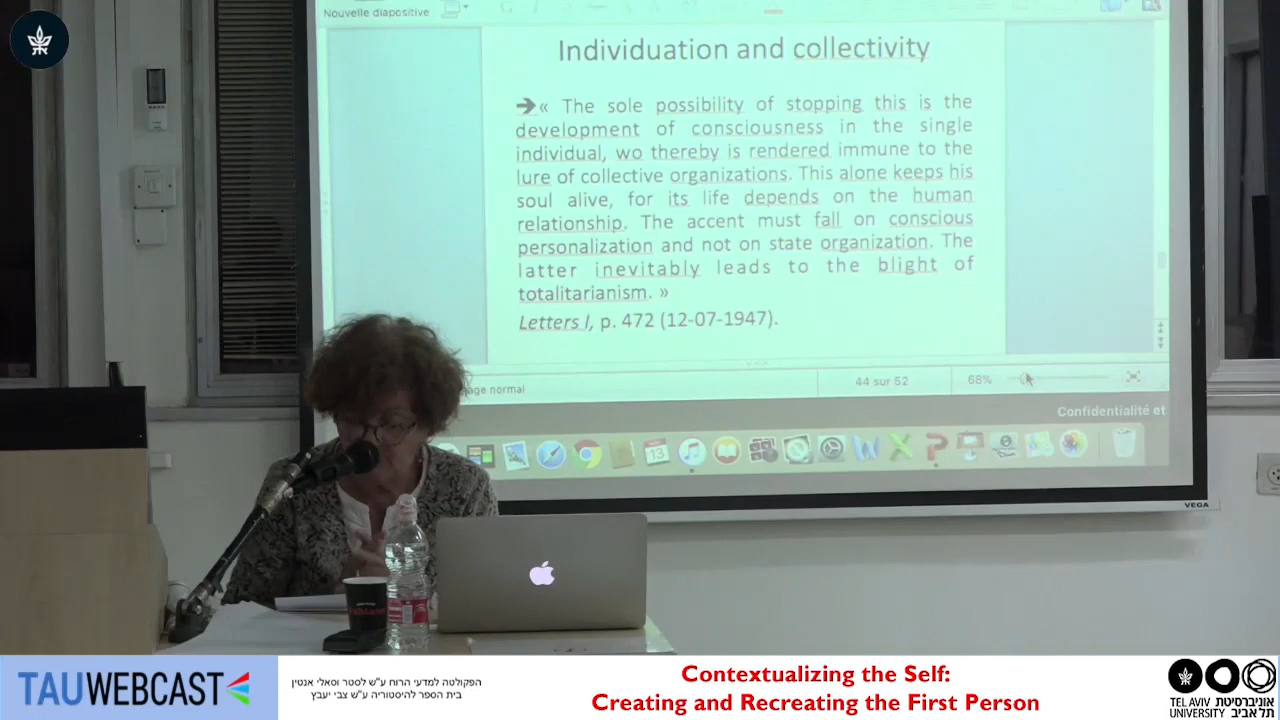 Nouvelle diapositive
Individuation and collectivity
➔« The sole possibility of stopping this is the
development of consciousness in the single
individual, wo thereby is rendered immune to the
lure of collective organizations. This alone keeps his
soul alive, for its life depends on the human
relationship. The accent must fall on conscious
personalization and not on state organization. The
latter inevitably leads to the blight of
totalitarianism. »
Letters I, p. 472 (12-07-1947).
age normal
44 sur 52
68%
Confidentialité et
13
VEGA
TAUWEBCAST
הפקולטה למדעי הרוח ע"ש לסטר וסאלי אנטין
בית הספר להיסטוריה ע"ש צבי יעבץ
Contextualizing the Self:
Creating and Recreating the First Person
TEL AVIV
UNIVERSITY
אוניברסיטת
תל אביב